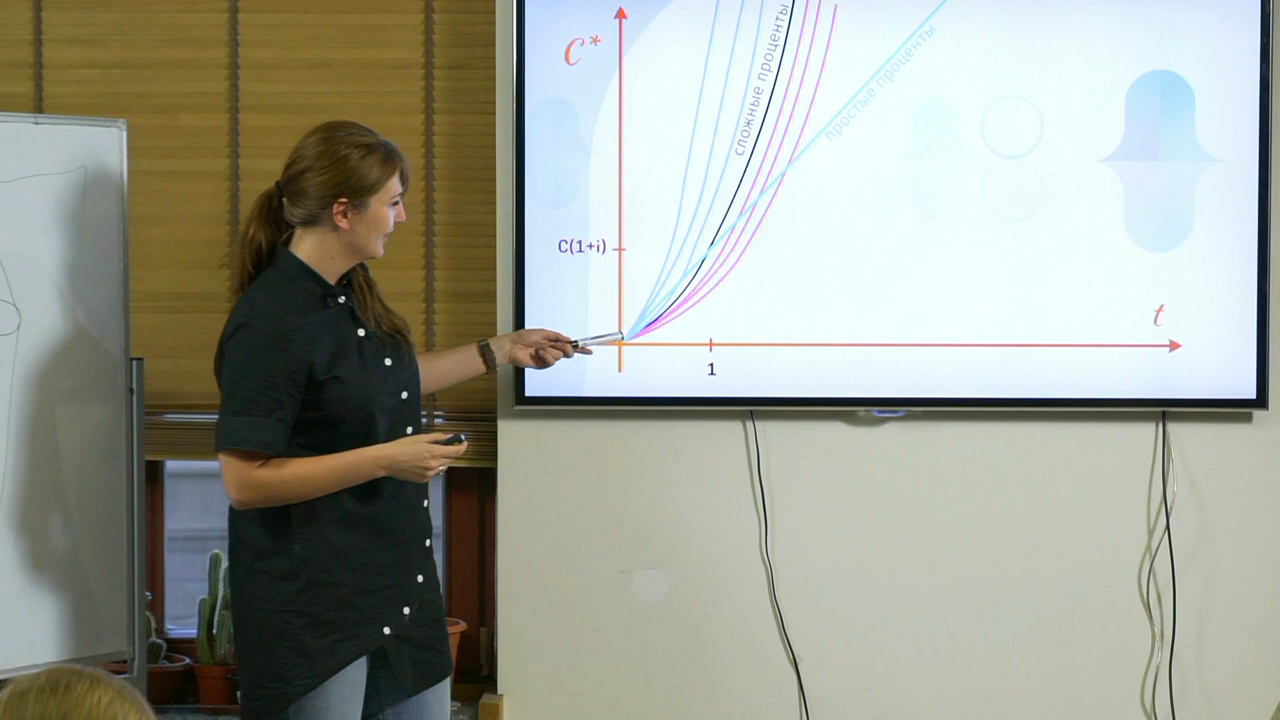 C*
сложные проценты
простые проценты
C(1+i)
t
1